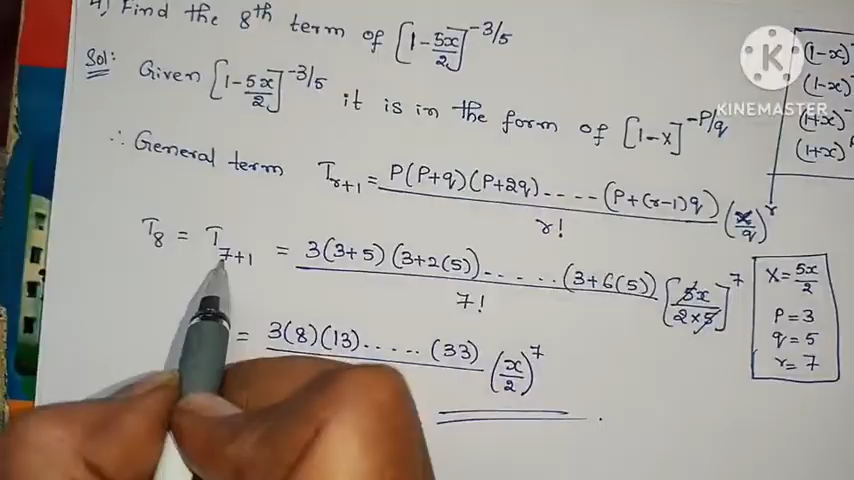 4) Find the 8th term of [1-5x/2]^-3/5
Sol: Given [1-5x/2]^-3/5 it is in the form of [1-X]^-P/q
∴ General term T_r+1 = P(P+q)(P+2q)-----(P+(r-1)q)/r! (x/q)^r
T_8 = T_7+1 = 3(3+5)(3+2(5))......(3+6(5))/7! [5x/2×5]^7
= 3(8)(13)......(33) (x/2)^7
X=5x/2
P=3
q=5
r=7
(1-x)
(1-x)
(1+x)
(1+x)
K
KINEMASTER